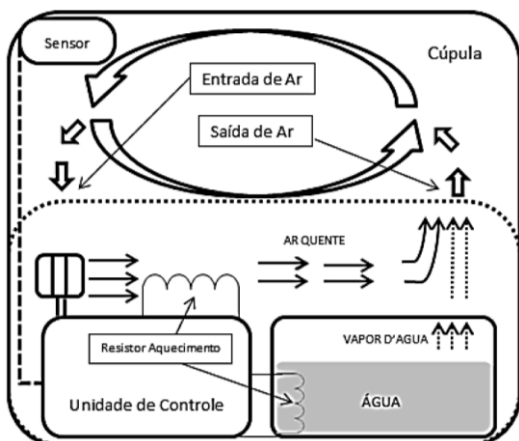 Sensor
Cúpula
Entrada de Ar
Saída de Ar
AR QUENTE
Resistor Aquecimento
VAPOR D'AGUA
Unidade de Controle
ÁGUA